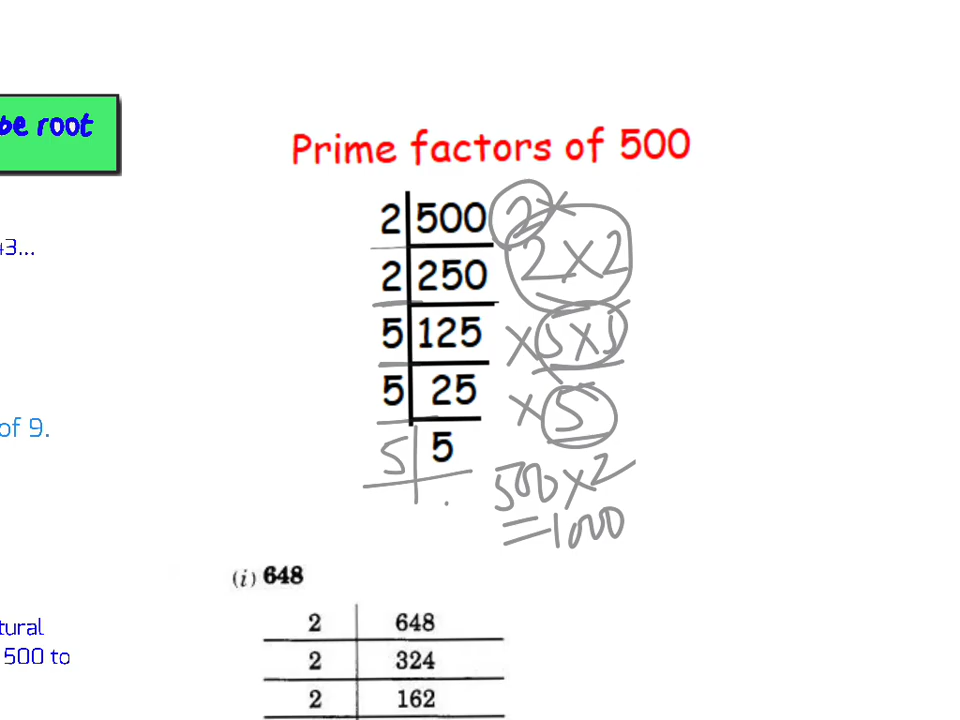 be root
Prime factors of 500
2 500 2 ×
43...
2 250 2 × 2
5 125 × 5 × 5
5 25 × 5
of 9.
5 5
500 × 2
= 1000
(i) 648
2 648
tural
500 to
2 324
2 162